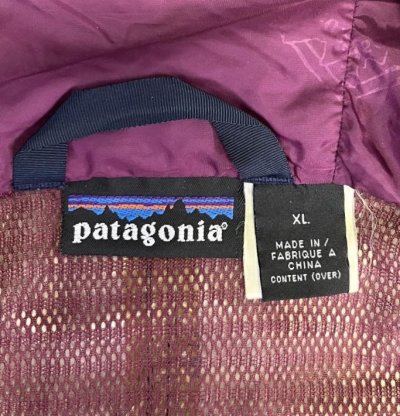 patagonia®
XL
MADE IN/
FABRIQUE A
CHINA
CONTENT (OVER)